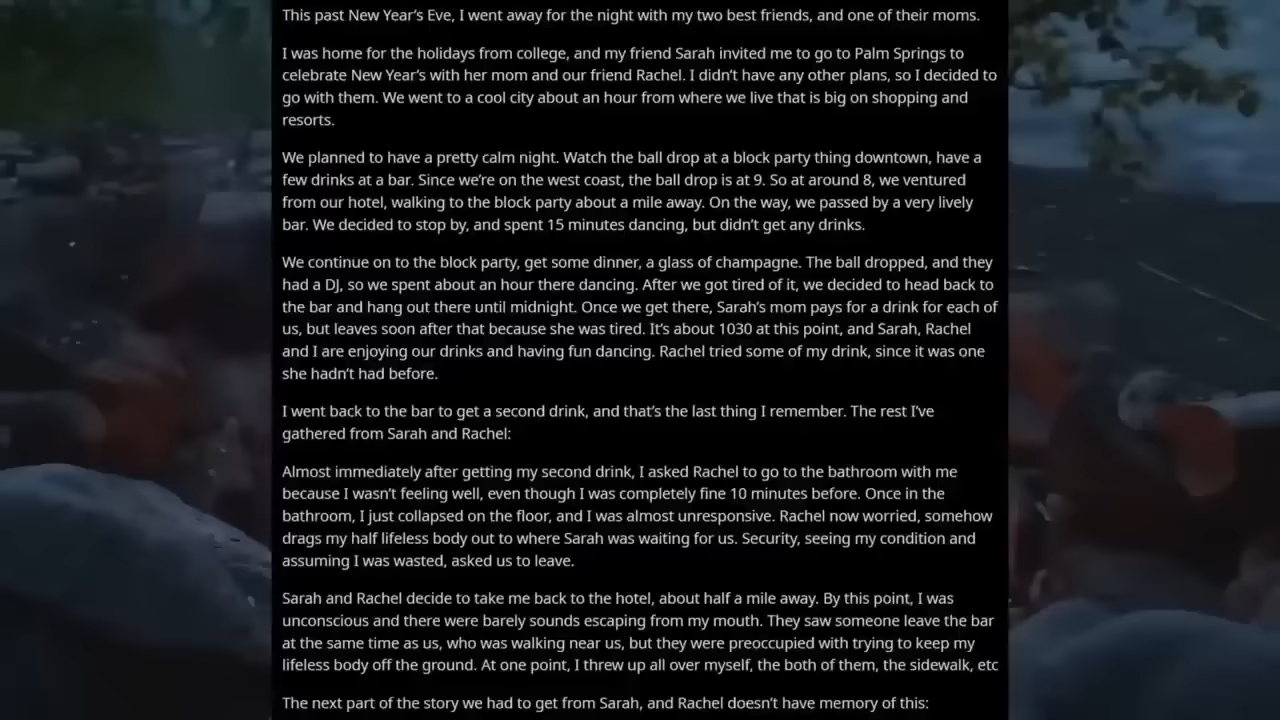 This past New Year’s Eve, I went away for the night with my two best friends, and one of their moms.
I was home for the holidays from college, and my friend Sarah invited me to go to Palm Springs to
celebrate New Year’s with her mom and our friend Rachel. I didn’t have any other plans, so I decided to
go with them. We went to a cool city about an hour from where we live that is big on shopping and
resorts.
We planned to have a pretty calm night. Watch the ball drop at a block party thing downtown, have a
few drinks at a bar. Since we’re on the west coast, the ball drop is at 9. So at around 8, we ventured
from our hotel, walking to the block party about a mile away. On the way, we passed by a very lively
bar. We decided to stop by, and spent 15 minutes dancing, but didn’t get any drinks.
We continue on to the block party, get some dinner, a glass of champagne. The ball dropped, and they
had a DJ, so we spent about an hour there dancing. After we got tired of it, we decided to head back to
the bar and hang out there until midnight. Once we get there, Sarah’s mom pays for a drink for each of
us, but leaves soon after that because she was tired. It’s about 1030 at this point, and Sarah, Rachel
and I are enjoying our drinks and having fun dancing. Rachel tried some of my drink, since it was one
she hadn’t had before.
I went back to the bar to get a second drink, and that’s the last thing I remember. The rest I’ve
gathered from Sarah and Rachel:
Almost immediately after getting my second drink, I asked Rachel to go to the bathroom with me
because I wasn’t feeling well, even though I was completely fine 10 minutes before. Once in the
bathroom, I just collapsed on the floor, and I was almost unresponsive. Rachel now worried, somehow
drags my half lifeless body out to where Sarah was waiting for us. Security, seeing my condition and
assuming I was wasted, asked us to leave.
Sarah and Rachel decide to take me back to the hotel, about half a mile away. By this point, I was
unconscious and there were barely sounds escaping from my mouth. They saw someone leave the bar
at the same time as us, who was walking near us, but they were preoccupied with trying to keep my
lifeless body off the ground. At one point, I threw up all over myself, the both of them, the sidewalk, etc
The next part of the story we had to get from Sarah, and Rachel doesn’t have memory of this: